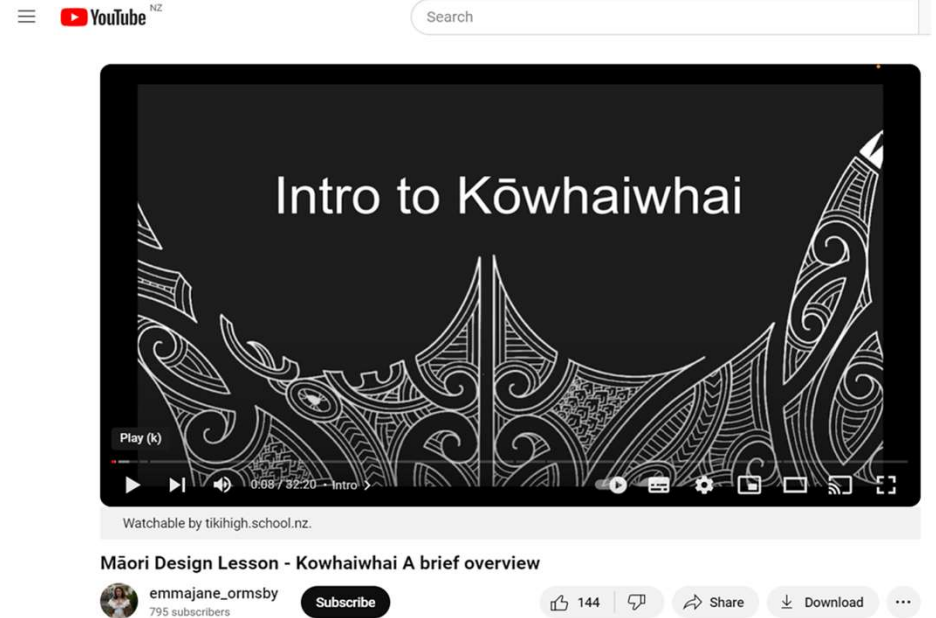 YouTube NZ
Search
Intro to Kōwhaiwhai
Play (k)
0:08 / 32:20 • Intro >
Watchable by tikihigh.school.nz.
Māori Design Lesson - Kowhaiwhai A brief overview
emmajane_ormsby
795 subscribers
Subscribe
144
Share
Download